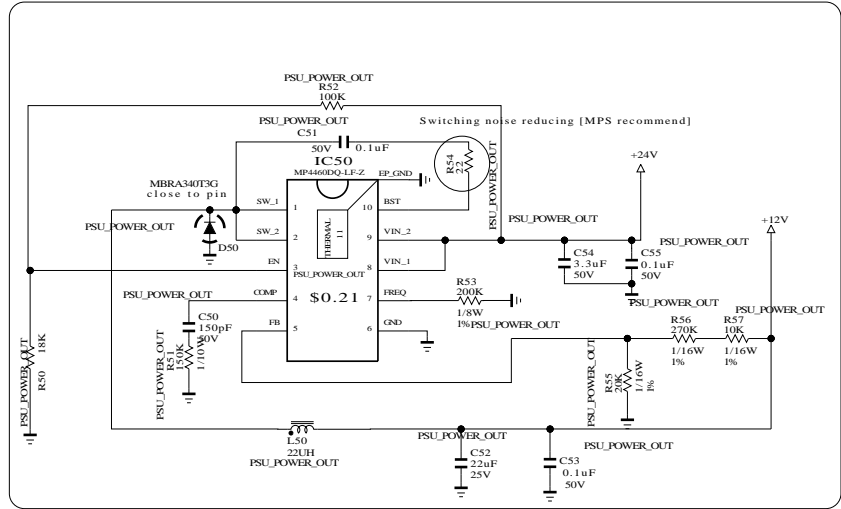 PSU_POWER_OUT
R52
100K
PSU_POWER_OUT
C51
50V
0.1uF
Switching noise reducing [MPS recommend]
IC50
MP4460DQ-LF-Z
EP_GND
R54
22
PSU_POWER_OUT
+24V
MBRA340T3G
close to pin
SW_1
1
10
BST
PSU_POWER_OUT
+12V
PSU_POWER_OUT
D50
SW_2
2
THERMAL
11
9
VIN_2
PSU_POWER_OUT
C54
3.3uF
50V
C55
0.1uF
50V
EN
3
PSU_POWER_OUT
8
VIN_1
PSU_POWER_OUT
COMP
4
$0.21
7
FREQ
R53
200K
1/8W
1%
PSU_POWER_OUT
PSU_POWER_OUT
PSU_POWER_OUT
C50
150pF
50V
FB
5
6
GND
R56
270K
1/16W
1%
R57
10K
1/16W
1%
PSU_POWER_OUT
R50
18K
PSU_POWER_OUT
R51
150K
1/10W
PSU_POWER_OUT
R55
20K
1/16W
1%
L50
22UH
PSU_POWER_OUT
PSU_POWER_OUT
C52
22uF
25V
PSU_POWER_OUT
C53
0.1uF
50V